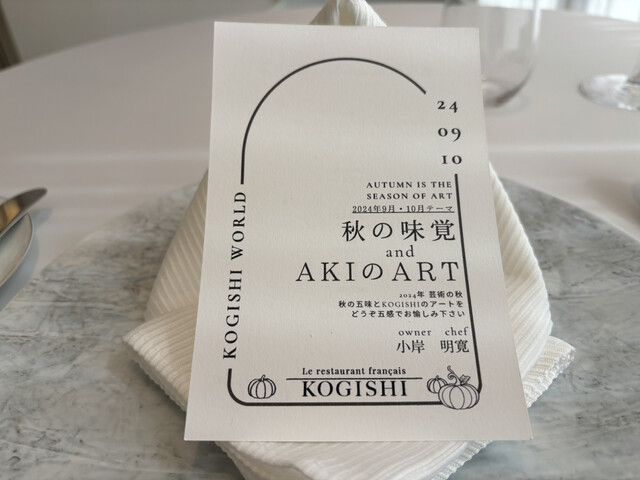 24
09
10
AUTUMN IS THE
SEASON OF ART
2024年9月・10月テーマ
秋の味覚
and
AKIのART
2024年 芸術の秋
秋の五味とKOGISHIのアートを
どうぞ五感でお愉しみ下さい
owner chef
小岸 明寛
KOGISHI WORLD
Le restaurant français
KOGISHI